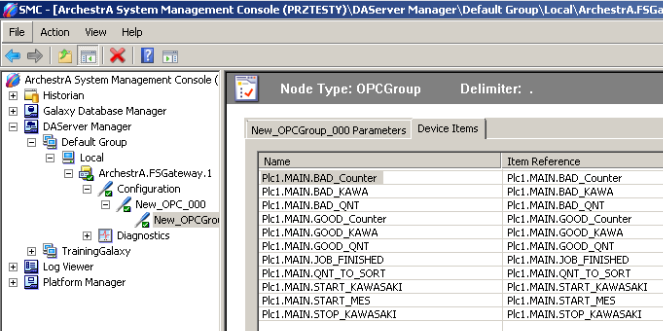 SMC - [ArchestrA System Management Console (PRZTESTY)\DAServer Manager\Default Group\Local\ArchestrA.FSGa
File Action View Help
ArchestrA System Management Console (
Historian
Galaxy Database Manager
DAServer Manager
Default Group
Local
ArchestrA.FSGateway.1
Configuration
New_OPC_000
New_OPCGrou
Diagnostics
TrainingGalaxy
Log Viewer
Platform Manager
Node Type: OPCGroup Delimiter: .
New_OPCGroup_000 Parameters Device Items
Name Item Reference
Plc1.MAIN.BAD_Counter Plc1.MAIN.BAD_Counter
Plc1.MAIN.BAD_KAWA Plc1.MAIN.BAD_KAWA
Plc1.MAIN.BAD_QNT Plc1.MAIN.BAD_QNT
Plc1.MAIN.GOOD_Counter Plc1.MAIN.GOOD_Counter
Plc1.MAIN.GOOD_KAWA Plc1.MAIN.GOOD_KAWA
Plc1.MAIN.GOOD_QNT Plc1.MAIN.GOOD_QNT
Plc1.MAIN.JOB_FINISHED Plc1.MAIN.JOB_FINISHED
Plc1.MAIN.QNT_TO_SORT Plc1.MAIN.QNT_TO_SORT
Plc1.MAIN.START_KAWASAKI Plc1.MAIN.START_KAWASAKI
Plc1.MAIN.START_MES Plc1.MAIN.START_MES
Plc1.MAIN.STOP_KAWASAKI Plc1.MAIN.STOP_KAWASAKI